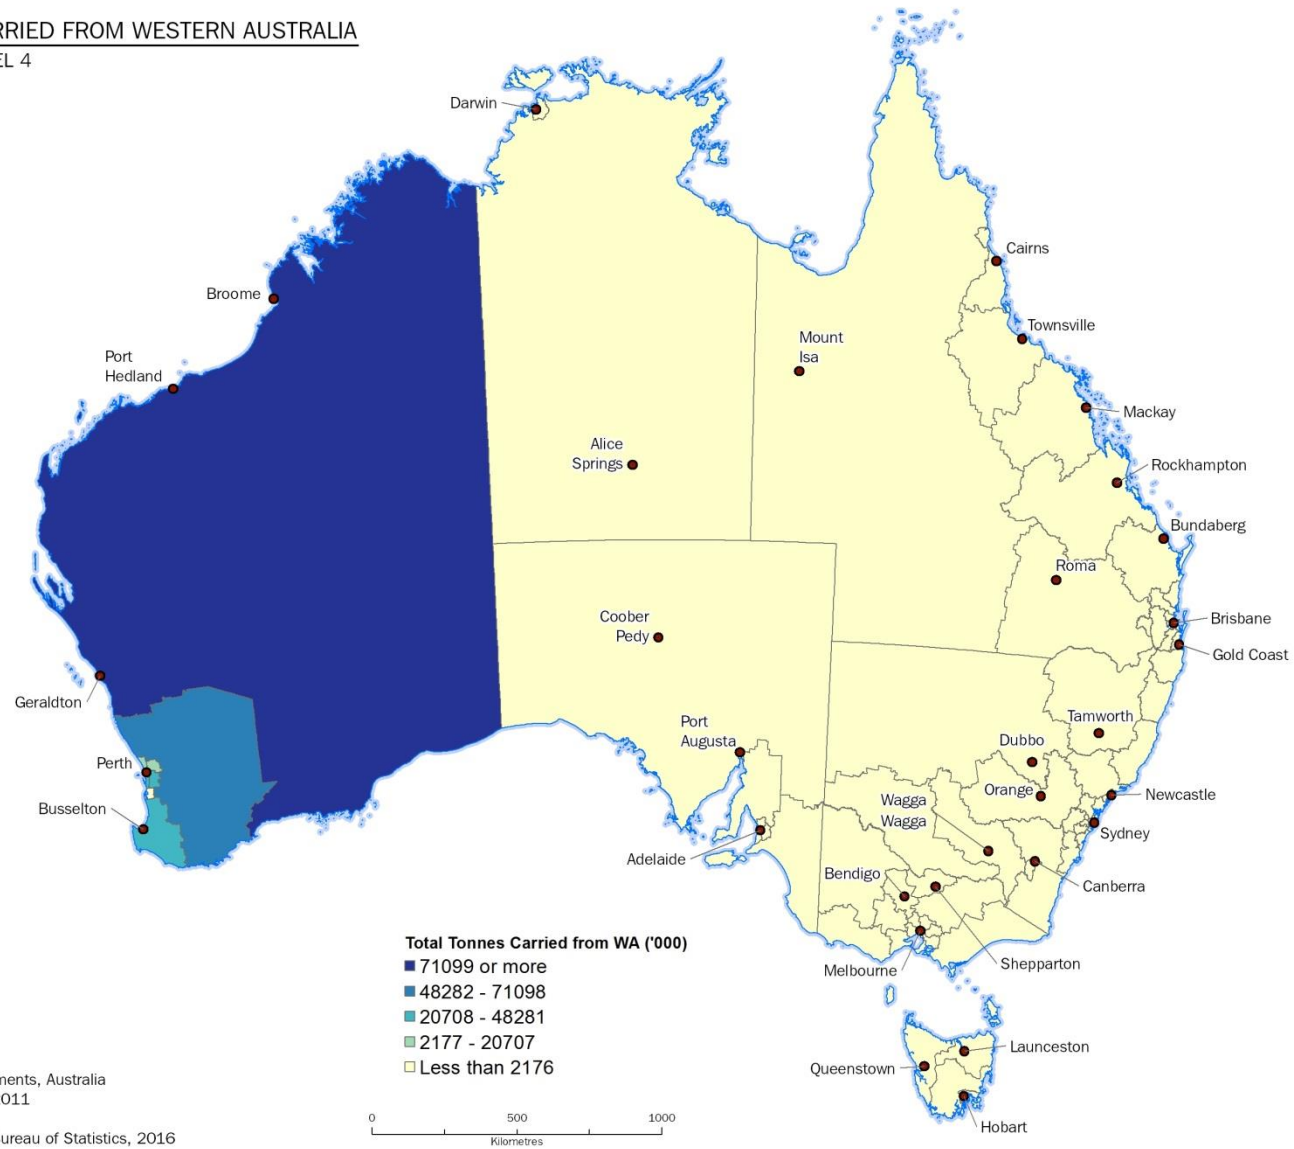 RRIED FROM WESTERN AUSTRALIA
EL 4
Darwin
Cairns
Broome
Townsville
Mount
Isa
Port
Hedland
Mackay
Alice
Springs
Rockhampton
Bundaberg
Roma
Coober
Pedy
Brisbane
Gold Coast
Geraldton
Port
Augusta
Tamworth
Dubbo
Perth
Orange
Newcastle
Busselton
Wagga
Wagga
Sydney
Adelaide
Bendigo
Canberra
Total Tonnes Carried from WA ('000)
71099 or more
48282 - 71098
20708 - 48281
2177 - 20707
Less than 2176
Melbourne
Shepparton
Launceston
Queenstown
Hobart
nents, Australia
2011
ureau of Statistics, 2016
0 500 1000
Kilometres